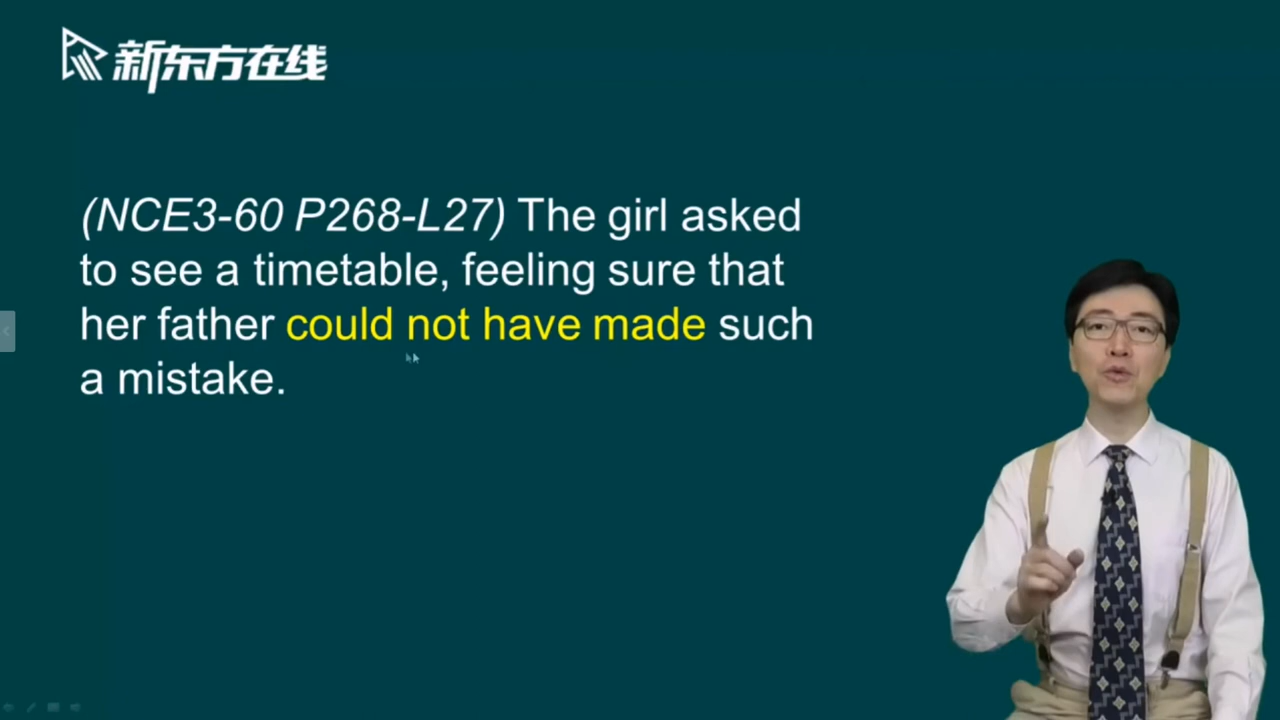 新东方在线
(NCE3-60 P268-L27) The girl asked
to see a timetable, feeling sure that
her father could not have made such
a mistake.